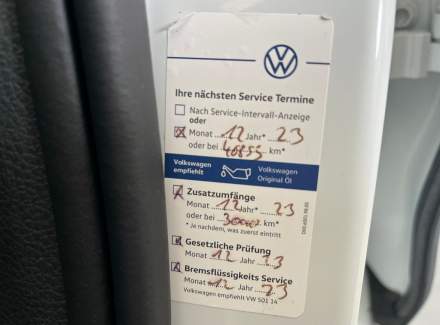 VW
Ihre nächsten Service Termine
Nach Service-Intervall-Anzeige
oder
Monat 12 Jahr* 23
oder bei 46855 km*
Volkswagen empfiehlt
Volkswagen Original Öl
Zusatzumfänge
Monat 12 Jahr* 23
oder bei km*
* Je nachdem, was zuerst eintritt
Gesetzliche Prüfung
Monat 12 Jahr 23
Bremsflüssigkeits Service
Monat 12 Jahr 23
Volkswagen empfiehlt VW 501 14